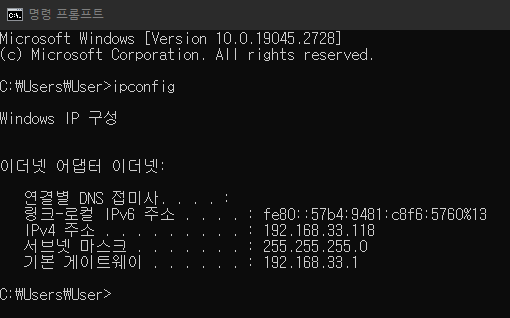 명령 프롬프트
Microsoft Windows [Version 10.0.19045.2728]
(c) Microsoft Corporation. All rights reserved.
C:₩Users₩User>ipconfig
Windows IP 구성
이더넷 어댑터 이더넷:
연결별 DNS 접미사. . . . :
링크-로컬 IPv6 주소 . . . . : fe80::57b4:9481:c8f6:5760%13
IPv4 주소 . . . . . . . . . : 192.168.33.118
서브넷 마스크 . . . . . . . : 255.255.255.0
기본 게이트웨이 . . . . . . : 192.168.33.1
C:₩Users₩User>